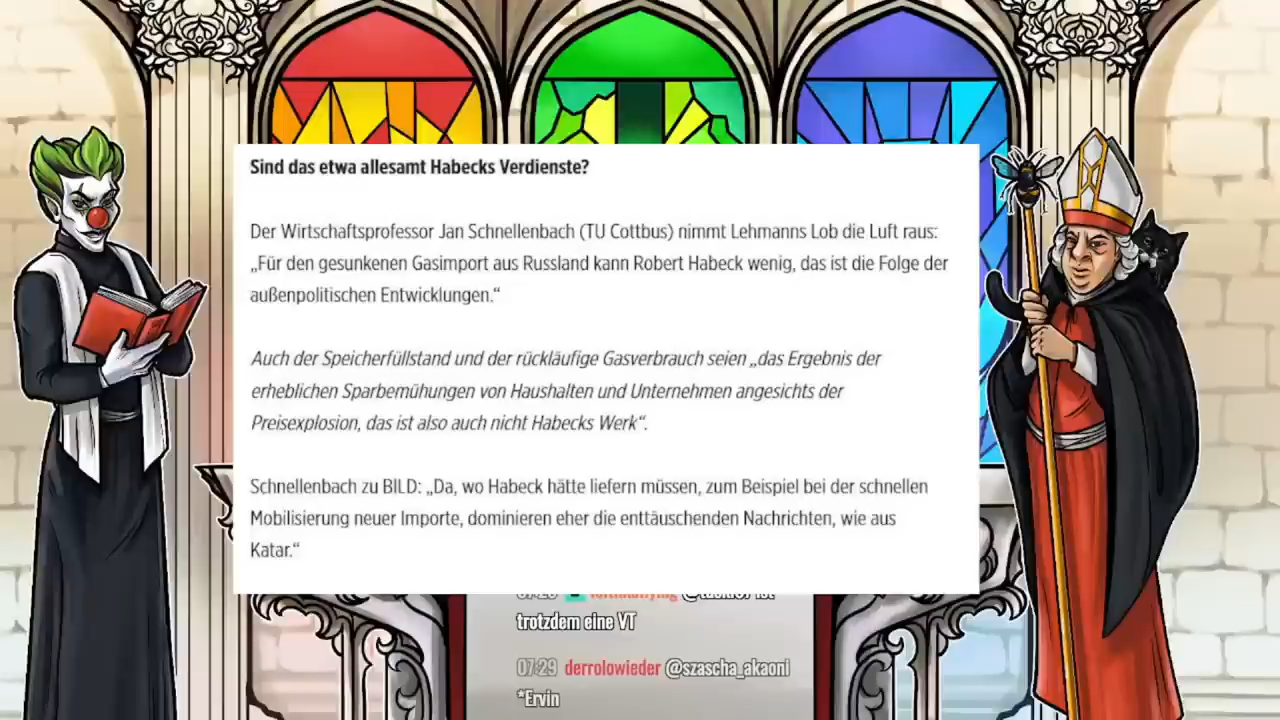 Sind das etwa allesamt Habecks Verdienste?
Der Wirtschaftsprofessor Jan Schnellenbach (TU Cottbus) nimmt Lehmanns Lob die Luft raus:
„Für den gesunkenen Gasimport aus Russland kann Robert Habeck wenig, das ist die Folge der
außenpolitischen Entwicklungen.“
Auch der Speicherfüllstand und der rückläufige Gasverbrauch seien „das Ergebnis der
erheblichen Sparbemühungen von Haushalten und Unternehmen angesichts der
Preisexplosion, das ist also auch nicht Habecks Werk“.
Schnellenbach zu BILD: „Da, wo Habeck hätte liefern müssen, zum Beispiel bei der schnellen
Mobilisierung neuer Importe, dominieren eher die enttäuschenden Nachrichten, wie aus
Katar.“
ist
trotzdem eine VT
07:29 derrolowieder @szascha_akaoni
*Ervin